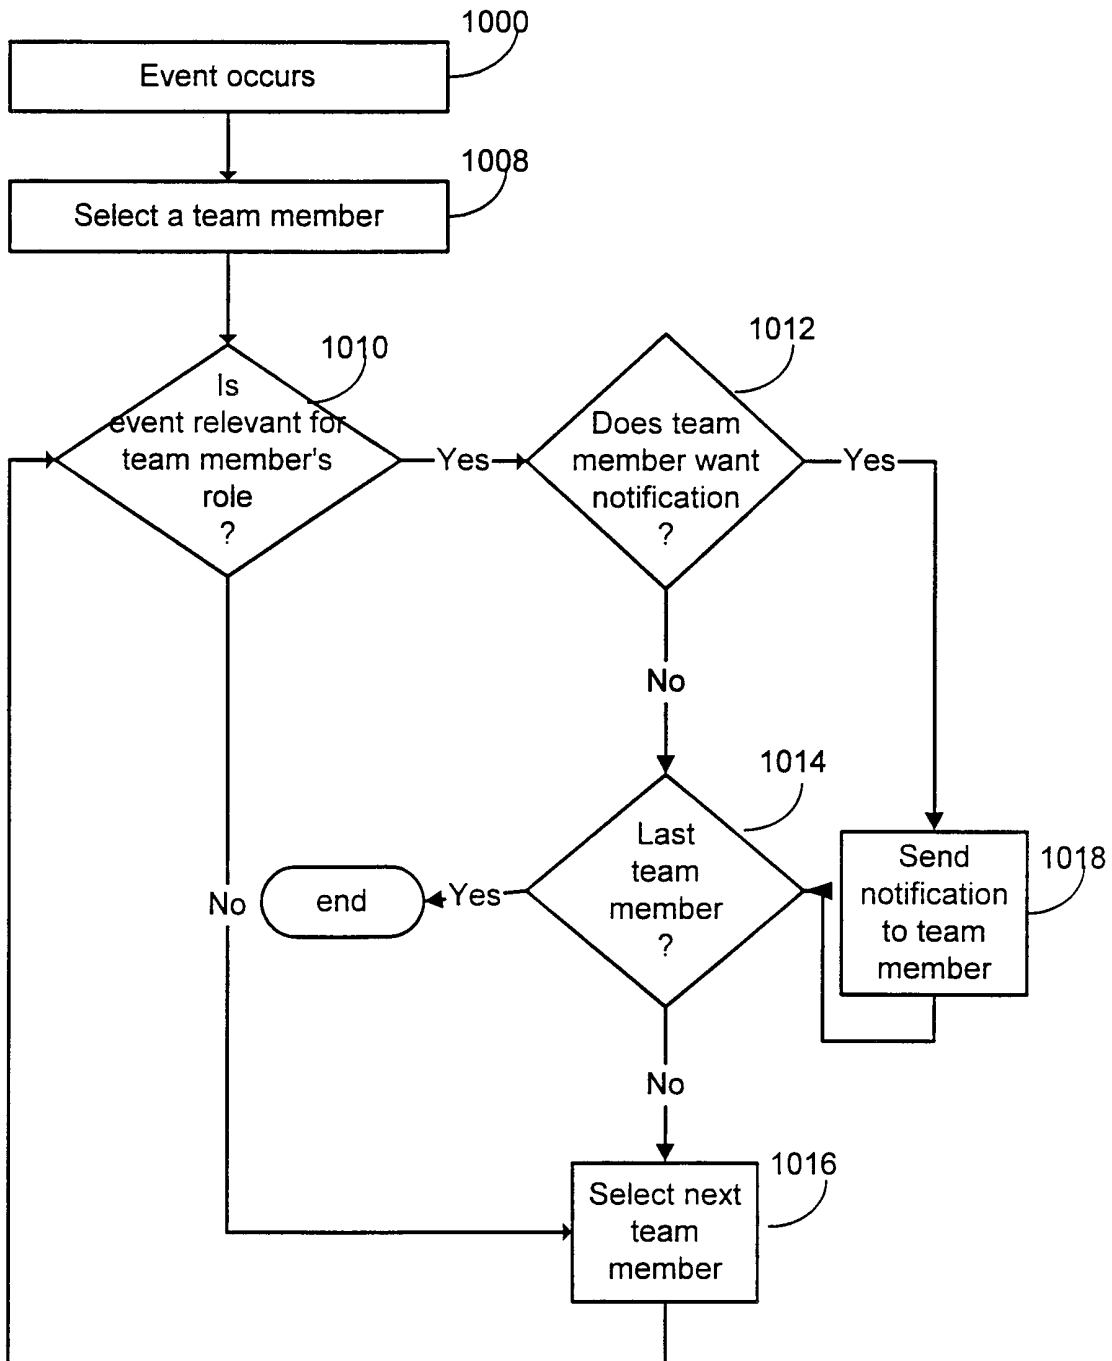 1000
Event occurs
1008
Select a team member
1010
Is
event relevant for
team member's
role
?
Yes
1012
Does team
member want
notification
?
Yes
No
1014
Last
team
member
?
1018
Send
notification
to team
member
No
end
Yes
No
1016
Select next
team
member